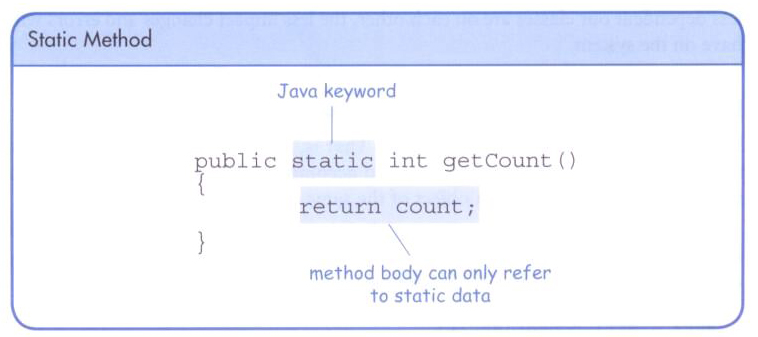 Static Method
Java keyword
public static int getCount()
{
return count;
}
method body can only refer
to static data